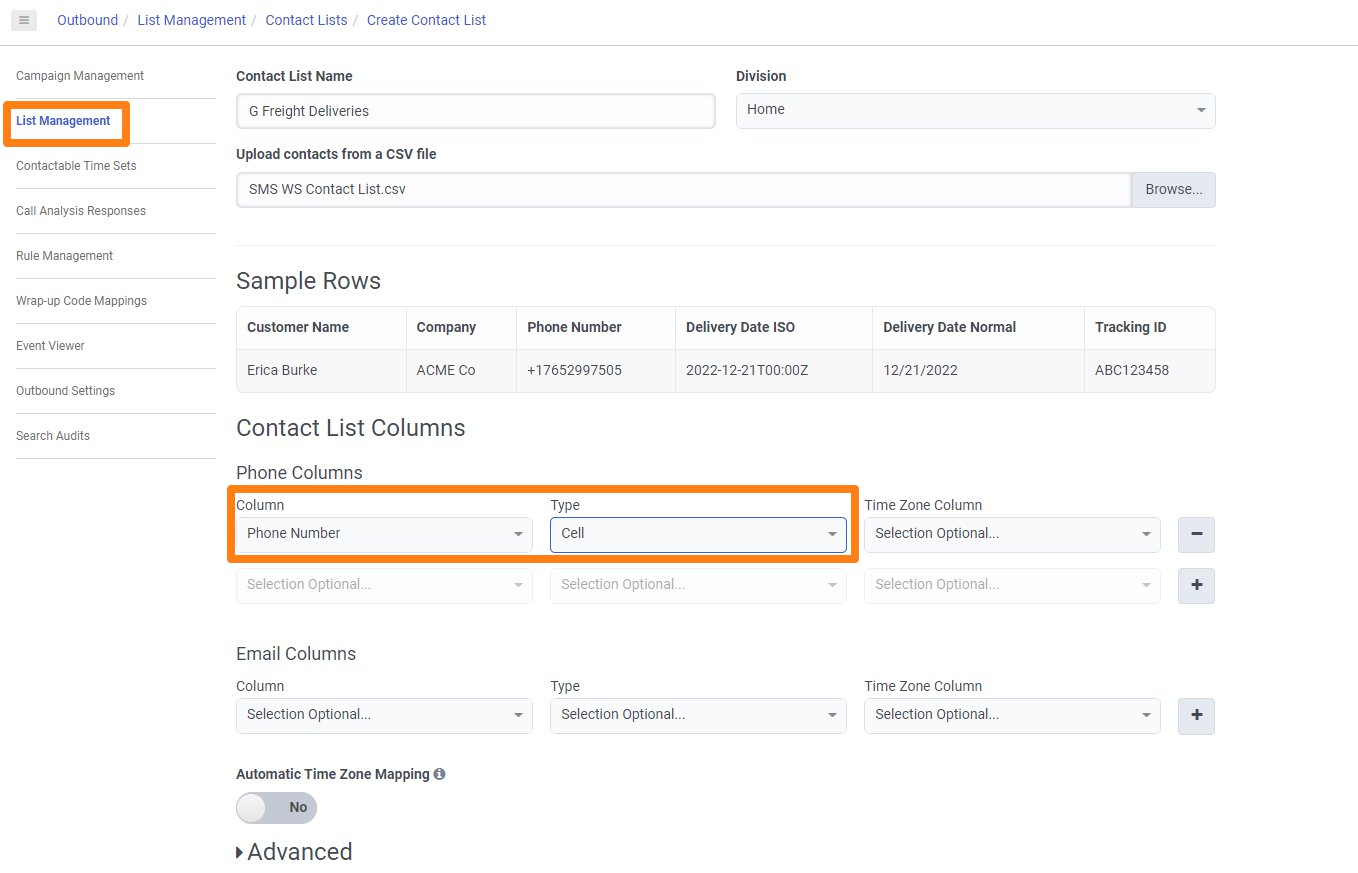 Outbound / List Management / Contact Lists / Create Contact List
Campaign Management
List Management
Contactable Time Sets
Call Analysis Responses
Rule Management
Wrap-up Code Mappings
Event Viewer
Outbound Settings
Search Audits
Contact List Name Division
G Freight Deliveries Home
Upload contacts from a CSV file
SMS WS Contact List.csv Browse...
Sample Rows
Customer Name Company Phone Number Delivery Date ISO Delivery Date Normal Tracking ID
Erica Burke ACME Co +17652997505 2022-12-21T00:00Z 12/21/2022 ABC123458
Contact List Columns
Phone Columns
Column Type Time Zone Column
Phone Number Cell Selection Optional...
Selection Optional... Selection Optional... Selection Optional...
Email Columns
Column Type Time Zone Column
Selection Optional... Selection Optional... Selection Optional...
Automatic Time Zone Mapping
No
Advanced